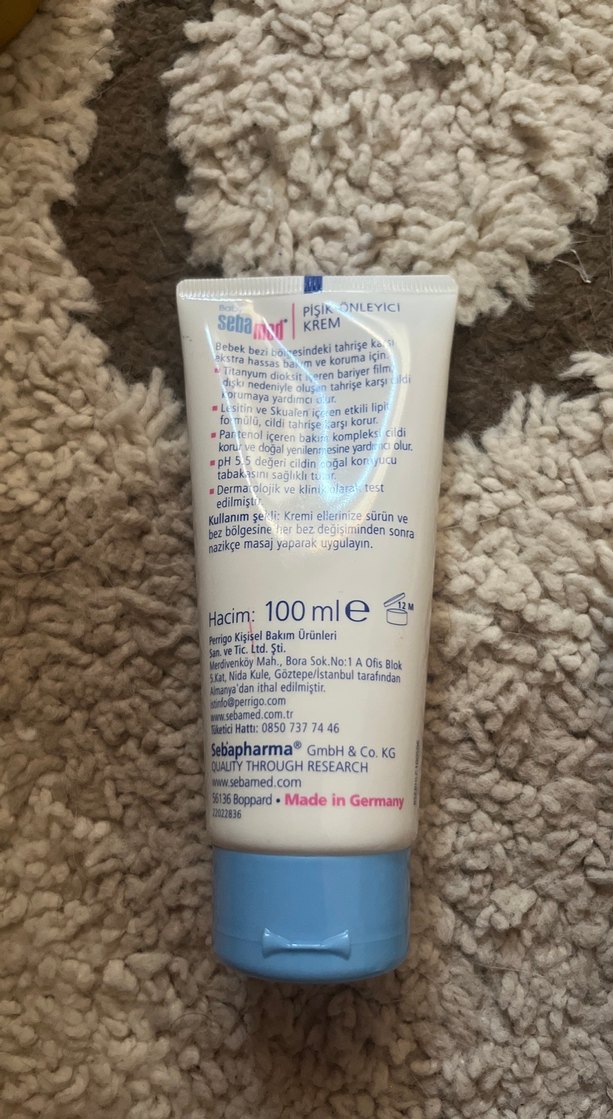 Baby
sebamed®
PİŞİK ÖNLEYİCİ
KREM
Bebek bezi bölgesindeki tahrişe karşı
ekstra hassas bakım ve koruma için.
▪ Titanyum dioksit içeren bariyer film,
dışkı nedeniyle oluşan tahrişe karşı cildi
korumaya yardımcı olur.
▪ Lesitin ve Skualen içeren etkili lipit
formülü, cildi tahrişe karşı korur.
▪ Pantenol içeren bakım kompleksi cildi
korur ve doğal yenilenmesine yardımcı olur.
▪ pH 5.5 değeri cildin doğal koruyucu
tabakasını sağlıklı tutar.
▪ Dermatolojik ve klinik olarak test
edilmiştir.
Kullanım şekli: Kremi ellerinize sürün ve
bez bölgesine her bez değişiminden sonra
nazikçe masaj yaparak uygulayın.
Hacim: 100 ml e
12 M
Perrigo Kişisel Bakım Ürünleri
San. ve Tic. Ltd. Şti.
Merdivenköy Mah., Bora Sok.No:1 A Ofis Blok
5.Kat, Nida Kule, Göztepe/İstanbul tarafından
Almanya'dan ithal edilmiştir.
istinfo@perrigo.com
www.sebamed.com.tr
Tüketici Hattı: 0850 737 74 46
Sebapharma® GmbH & Co. KG
QUALITY THROUGH RESEARCH
www.sebamed.com
56136 Boppard • Made in Germany
22022836